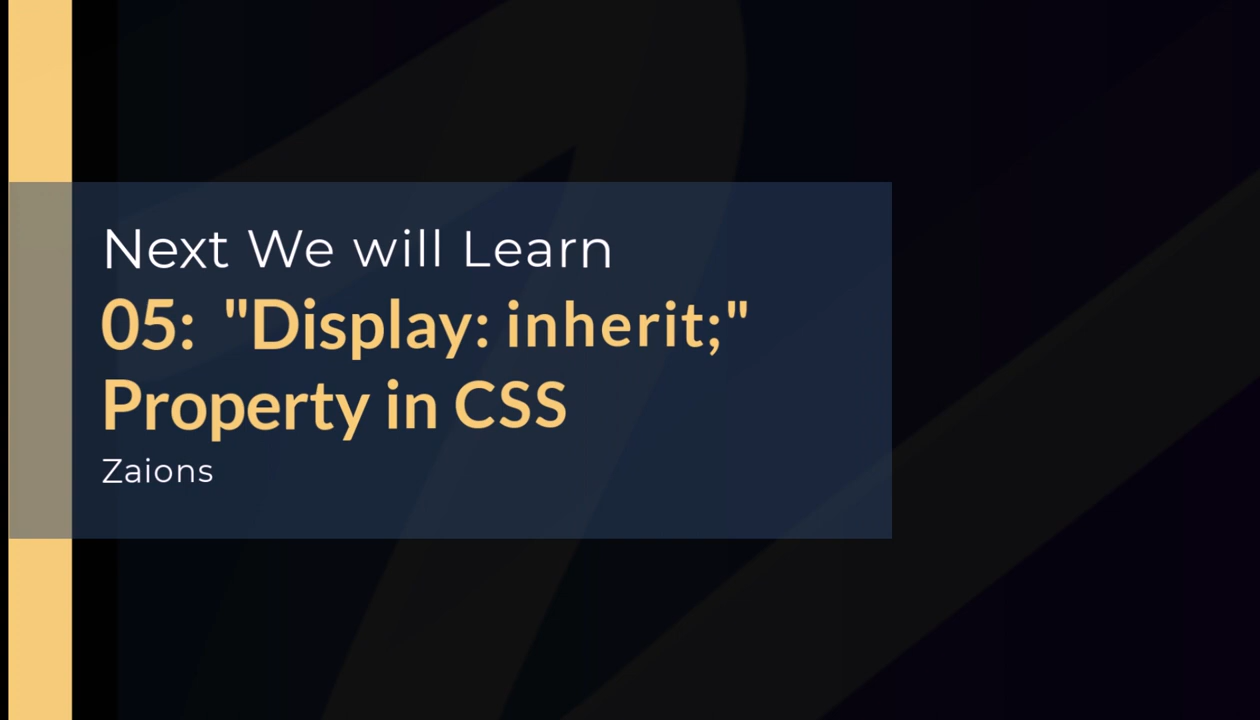 Next We will Learn
05: "Display: inherit;"
Property in CSS
Zaions